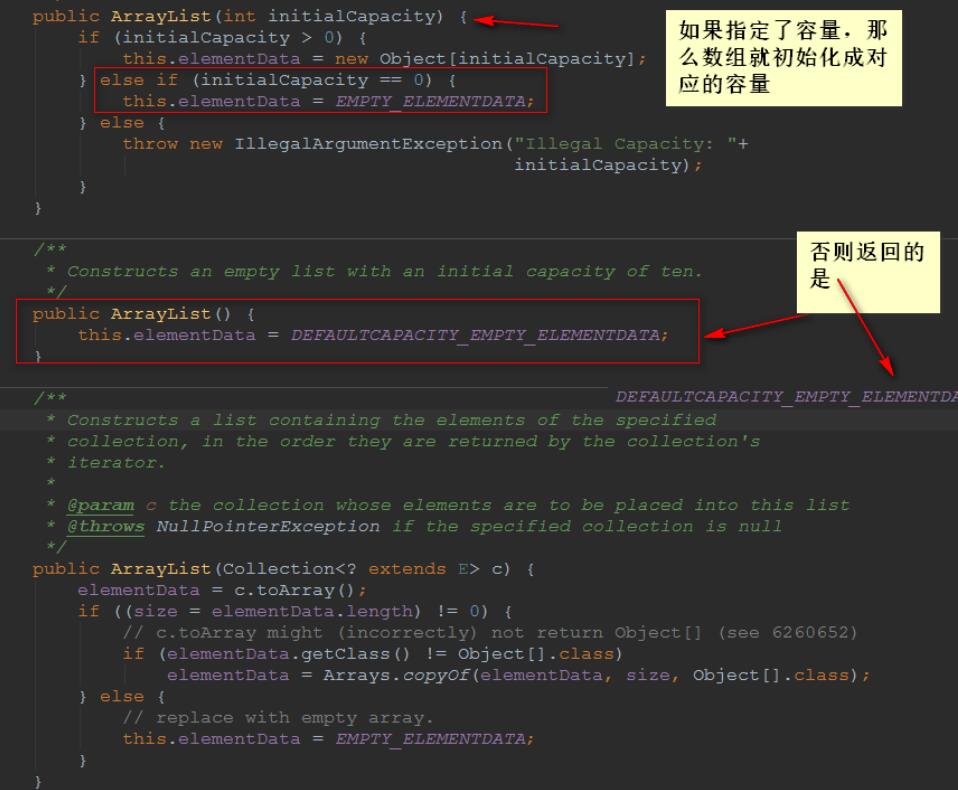 public ArrayList(int initialCapacity) {
if (initialCapacity > 0) {
this.elementData = new Object[initialCapacity];
} else if (initialCapacity == 0) {
this.elementData = EMPTY_ELEMENTDATA;
} else {
throw new IllegalArgumentException("Illegal Capacity: "+
initialCapacity);
}
}
如果指定了容量，那
么数组就初始化成对
应的容量
/**
* Constructs an empty list with an initial capacity of ten.
*/
public ArrayList() {
this.elementData = DEFAULTCAPACITY_EMPTY_ELEMENTDATA;
}
否则返回的
是
DEFAULTCAPACITY_EMPTY_ELEMENTDA
/**
* Constructs a list containing the elements of the specified
* collection, in the order they are returned by the collection's
* iterator.
*
* @param c the collection whose elements are to be placed into this list
* @throws NullPointerException if the specified collection is null
*/
public ArrayList(Collection<? extends E> c) {
elementData = c.toArray();
if ((size = elementData.length) != 0) {
// c.toArray might (incorrectly) not return Object[] (see 6260652)
if (elementData.getClass() != Object[].class)
elementData = Arrays.copyOf(elementData, size, Object[].class);
} else {
// replace with empty array.
this.elementData = EMPTY_ELEMENTDATA;
}
}